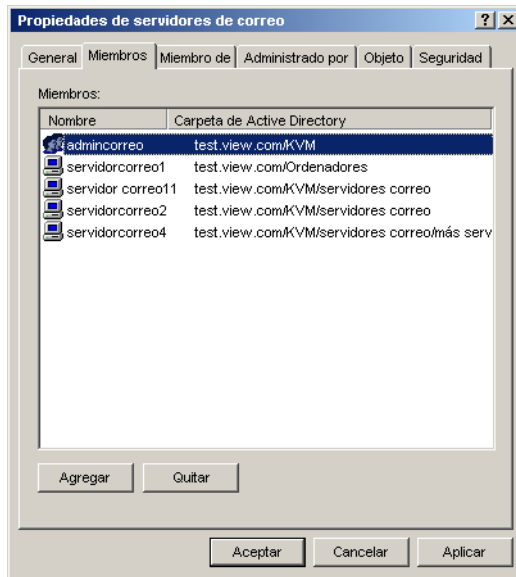 Propiedades de servidores de correo
General Miembros Miembro de Administrado por Objeto Seguridad
Miembros:
Nombre Carpeta de Active Directory
admincorreo test.view.com/KVM
servidorcorreo1 test.view.com/Ordenadores
servidor correo11 test.view.com/KVM/servidores correo
servidorcorreo2 test.view.com/KVM/servidores correo
servidorcorreo4 test.view.com/KVM/servidores correo/más serv
Agregar Quitar
Aceptar Cancelar Aplicar